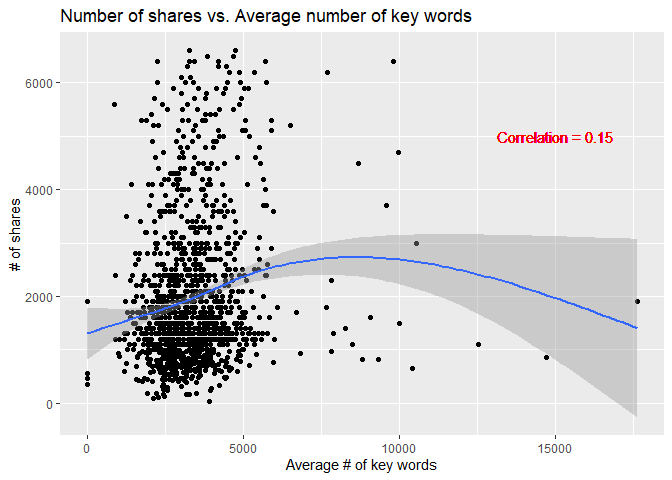 Number of shares vs. Average number of key words
# of shares
6000
4000
2000
0
Correlation = 0.15
0
5000
10000
15000
Average # of key words